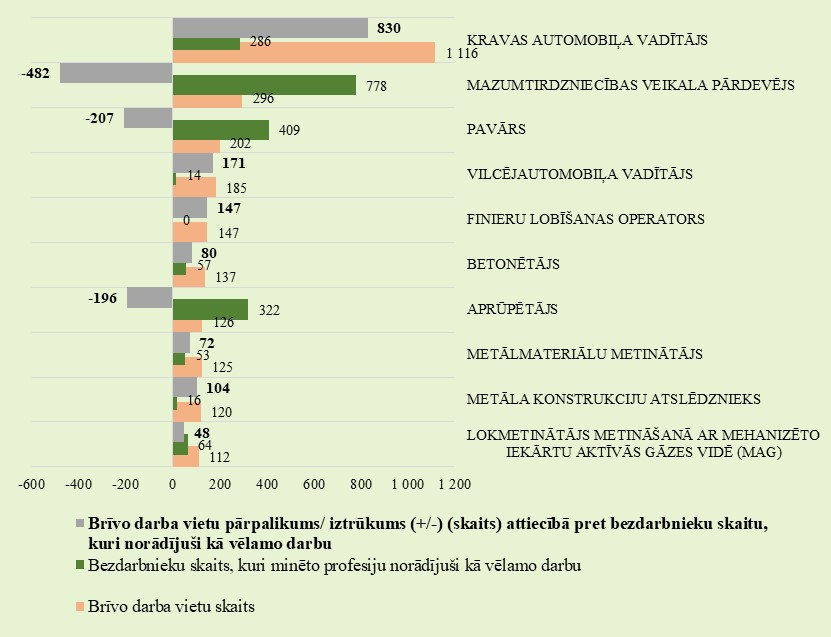 830
286
1 116
KRAVAS AUTOMOBIĻA VADĪTĀJS
-482
778
296
MAZUMTIRDZNIECĪBAS VEIKALA PĀRDEVĒJS
-207
409
202
PAVĀRS
171
14
185
VILCĒJAUTOMOBIĻA VADĪTĀJS
147
0
147
FINIERU LOBĪŠANAS OPERATORS
80
57
137
BETONĒTĀJS
-196
322
126
APRŪPĒTĀJS
72
53
125
METĀLMATERIĀLU METINĀTĀJS
104
16
120
METĀLA KONSTRUKCIJU ATSLĒDZNIEKS
48
64
112
LOKMETINĀTĀJS METINĀŠANĀ AR MEHANIZĒTO
IEKĀRTU AKTĪVĀS GĀZES VIDĒ (MAG)
-600 -400 -200 0 200 400 600 800 1 000 1 200
Brīvo darba vietu pārpalikums/ iztrūkums (+/-) (skaits) attiecībā pret bezdarbnieku skaitu,
kuri norādījuši kā vēlamo darbu
Bezdarbnieku skaits, kuri minēto profesiju norādījuši kā vēlamo darbu
Brīvo darba vietu skaits